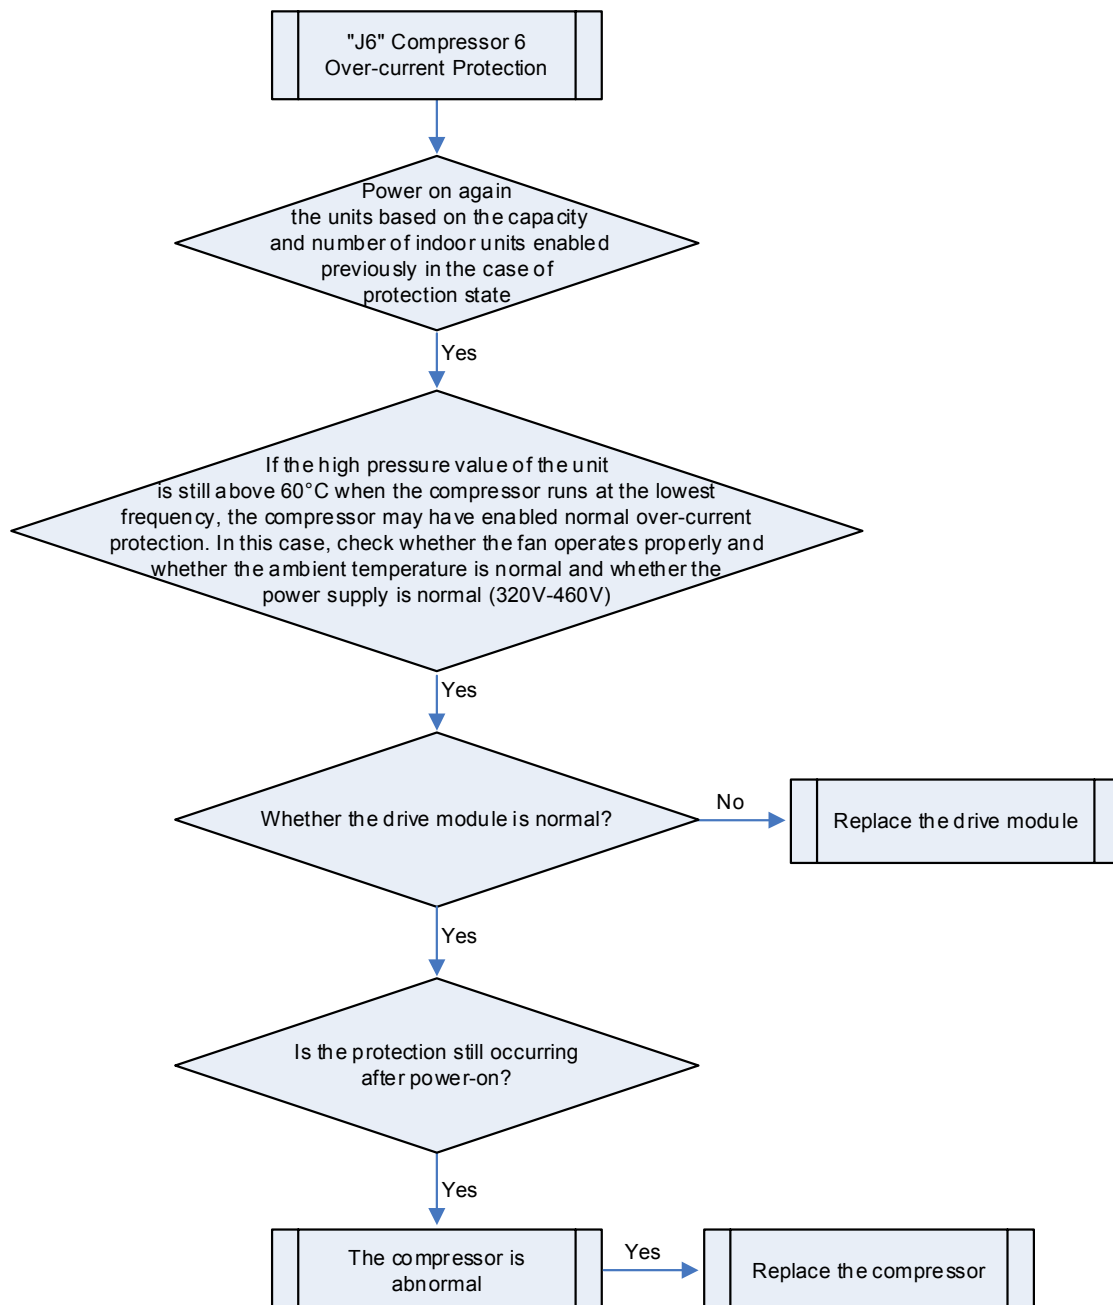 "J6" Compressor 6
Over-current Protection
Power on again
the units based on the capacity
and number of indoor units enabled
previously in the case of
protection state
Yes
If the high pressure value of the unit
is still above 60°C when the compressor runs at the lowest
frequency, the compressor may have enabled normal over-current
protection. In this case, check whether the fan operates properly and
whether the ambient temperature is normal and whether the
power supply is normal (320V-460V)
Yes
Whether the drive module is normal?
No
Replace the drive module
Yes
Is the protection still occurring
after power-on?
Yes
The compressor is
abnormal
Yes
Replace the compressor